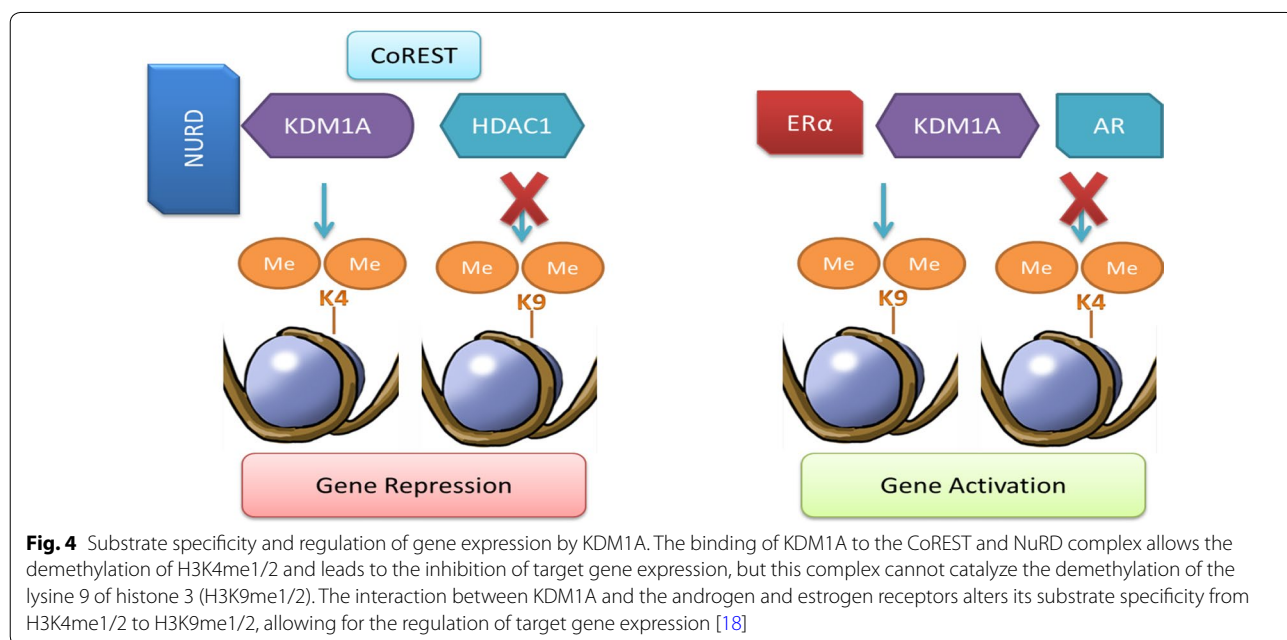 CoREST
NURD
KDM1A
HDAC1
ERα
KDM1A
AR
Me Me
Me Me
Me Me
Me Me
K4
K9
K9
K4
Gene Repression
Gene Activation
Fig. 4 Substrate specificity and regulation of gene expression by KDM1A. The binding of KDM1A to the CoREST and NuRD complex allows the
demethylation of H3K4me1/2 and leads to the inhibition of target gene expression, but this complex cannot catalyze the demethylation of the
lysine 9 of histone 3 (H3K9me1/2). The interaction between KDM1A and the androgen and estrogen receptors alters its substrate specificity from
H3K4me1/2 to H3K9me1/2, allowing for the regulation of target gene expression [18]